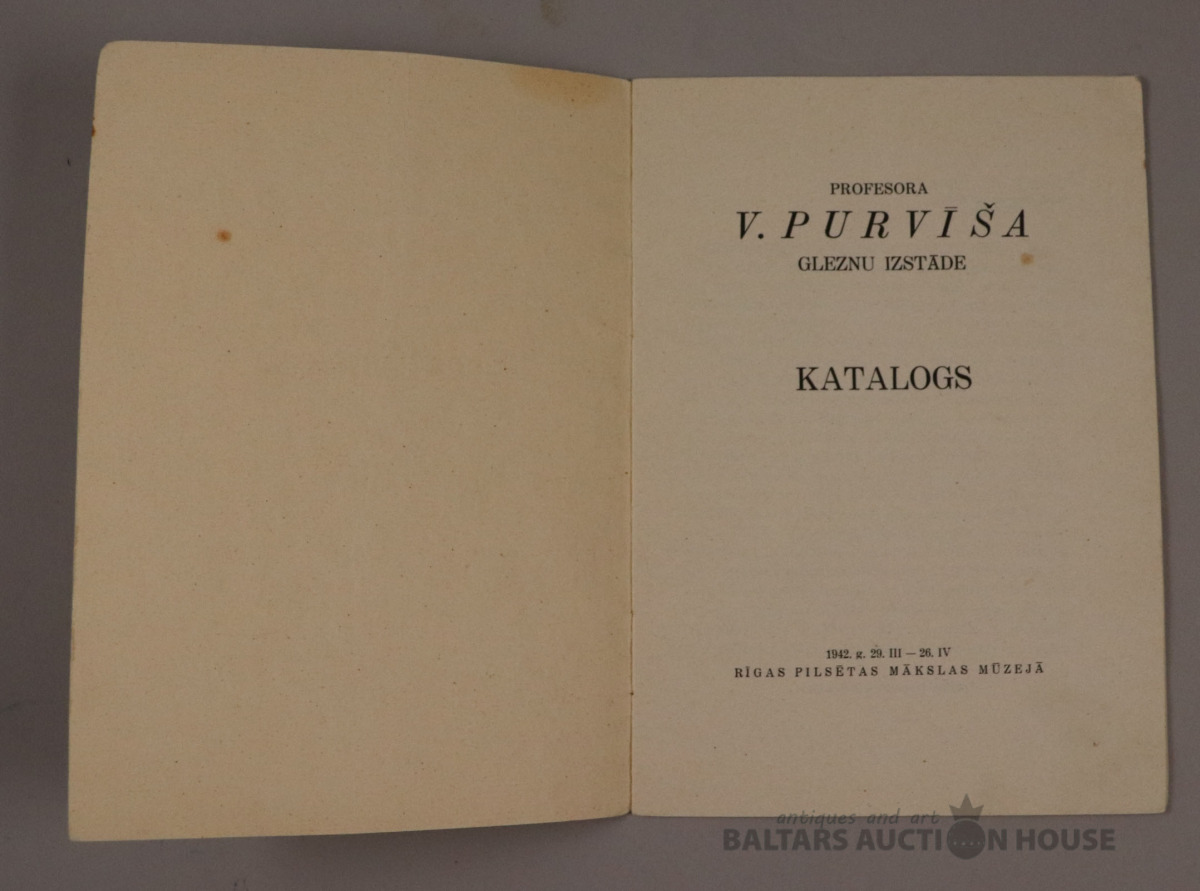 PROFESORA
V. PURVĪŠA
GLEZNU IZSTĀDE
KATALOGS
1942. g. 29. III — 26. IV
RĪGAS PILSĒTAS MĀKSLAS MŪZEJĀ
antiques and art
BALTARS AUCTION HOUSE